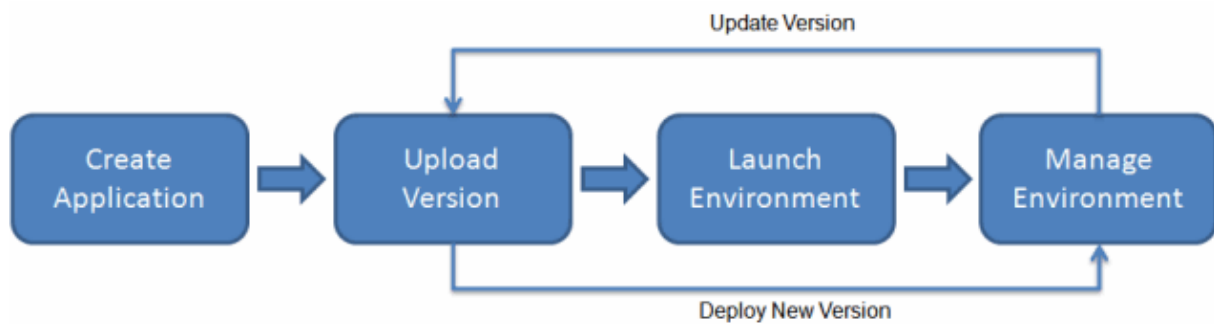 Update Version
Create
Application
Upload
Version
Launch
Environment
Manage
Environment
Deploy New Version